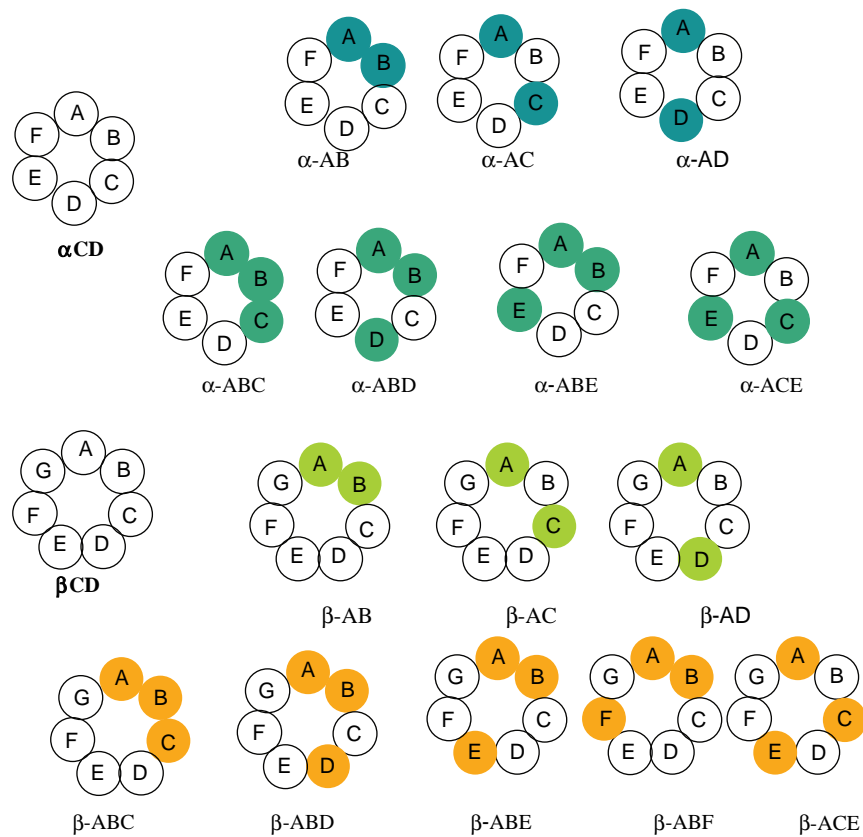 A B C D E F
αCD
A B C D E F
α-AB
A B C D E F
α-AC
A B C D E F
α-AD
A B C D E F
α-ABC
A B C D E F
α-ABD
A B C D E F
α-ABE
A B C D E F
α-ACE
A B C D E F G
βCD
A B C D E F G
β-AB
A B C D E F G
β-AC
A B C D E F G
β-AD
A B C D E F G
β-ABC
A B C D E F G
β-ABD
A B C D E F G
β-ABE
A B C D E F G
β-ABF
A B C D E F G
β-ACE